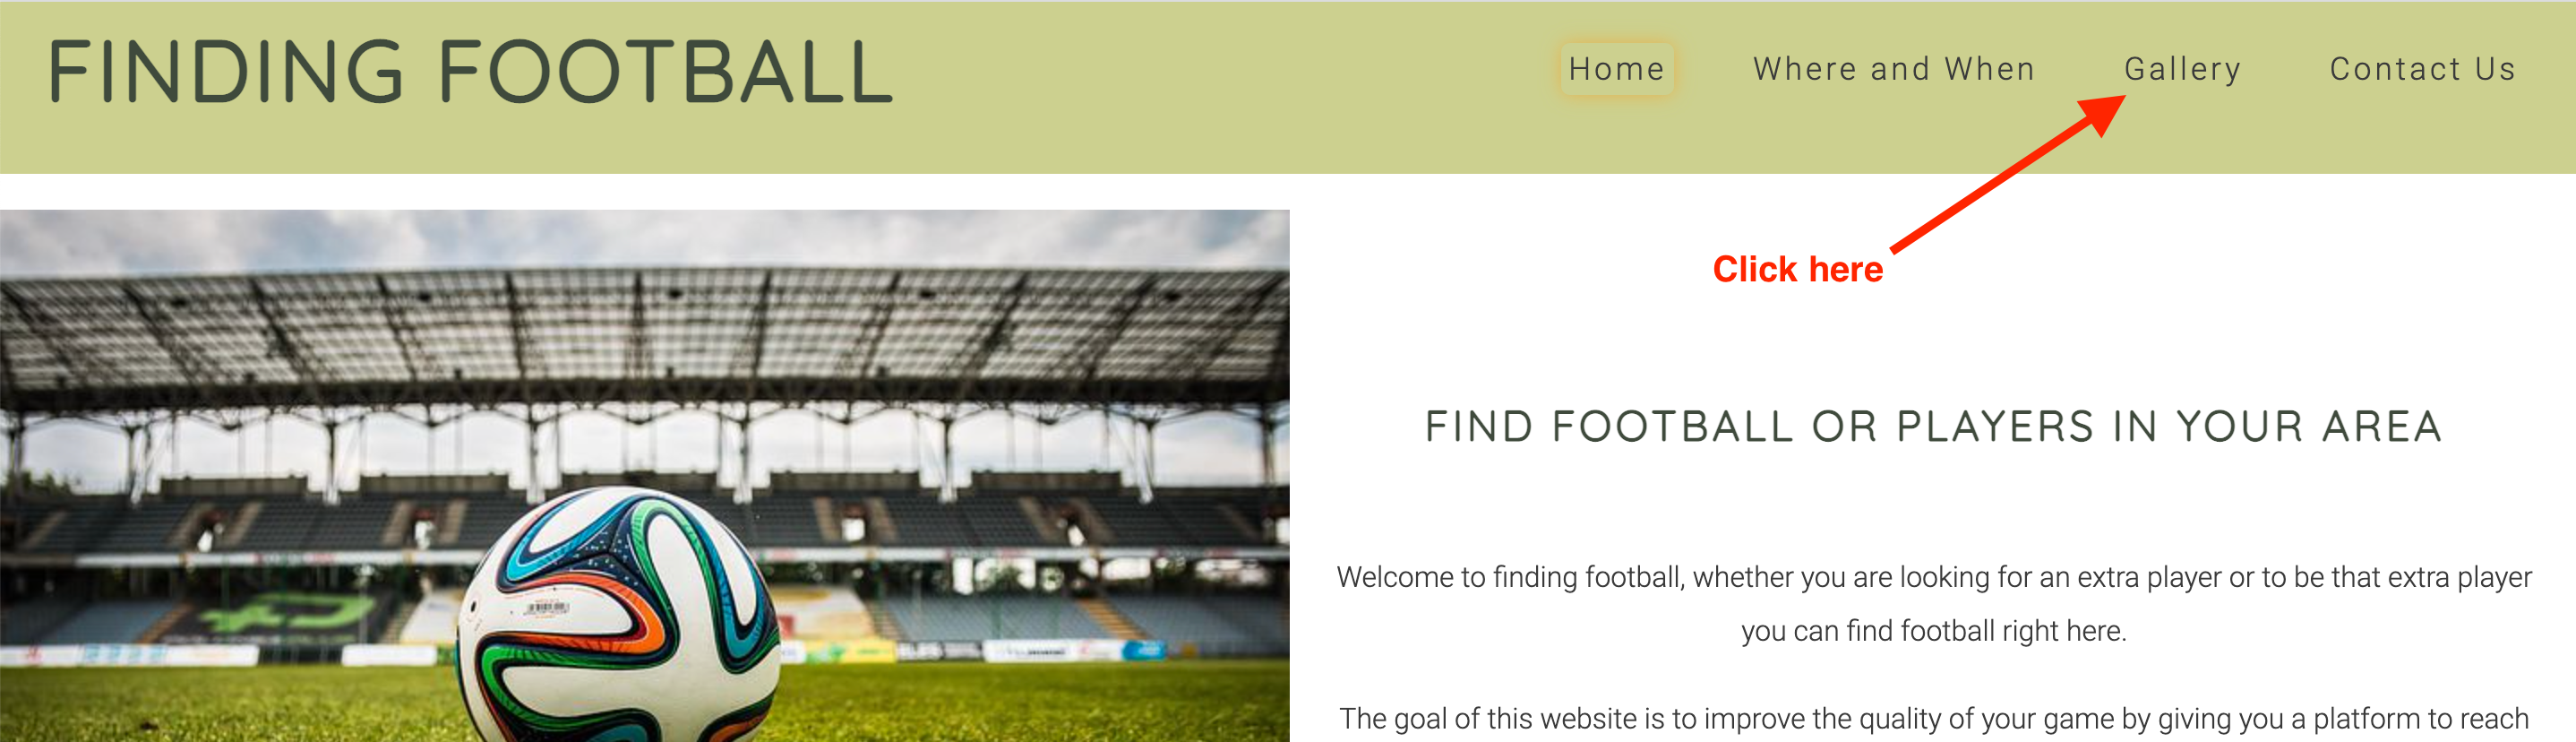 FINDING FOOTBALL
Home
Where and When
Gallery
Contact Us
Click here
FIND FOOTBALL OR PLAYERS IN YOUR AREA
Welcome to finding football, whether you are looking for an extra player or to be that extra player
you can find football right here.
The goal of this website is to improve the quality of your game by giving you a platform to reach